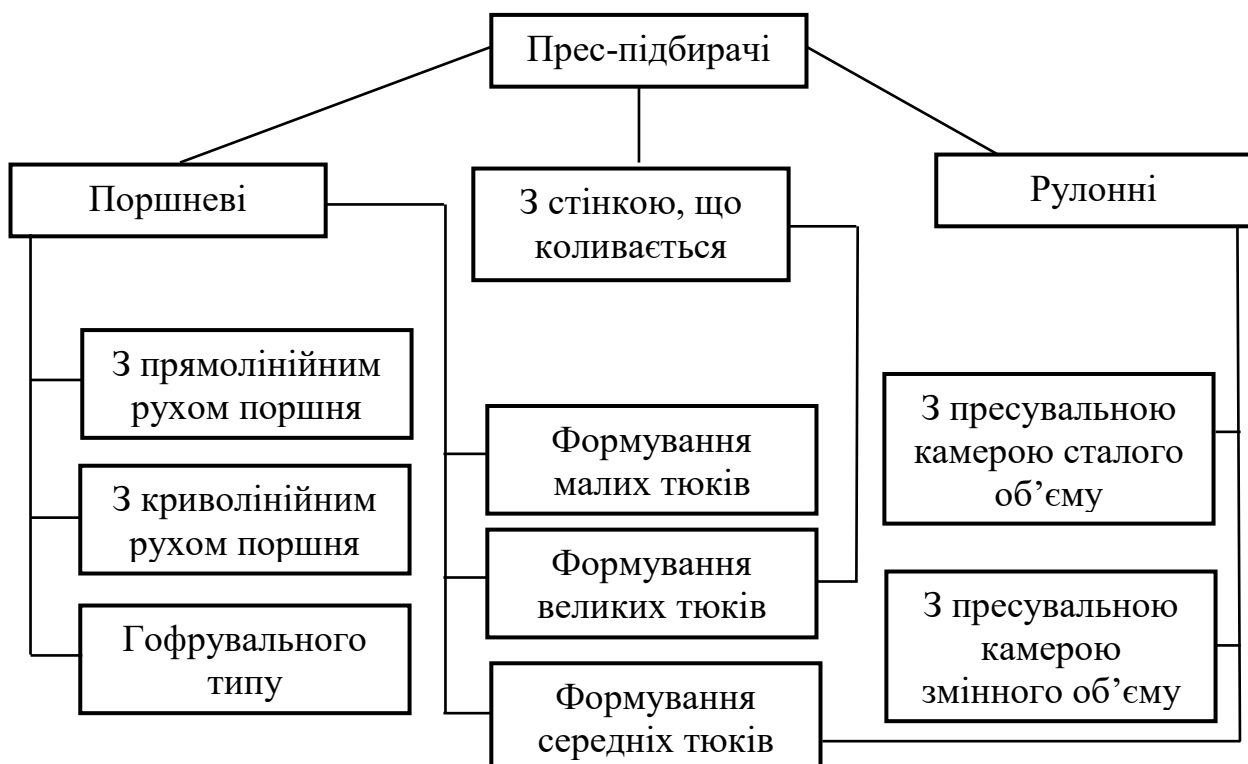 Прес-підбирачі
Поршневі
З стінкою, що
коливається
Рулонні
З прямолінійним
рухом поршня
З криволінійним
рухом поршня
Гофрувального
типу
Формування
малих тюків
Формування
великих тюків
Формування
середніх тюків
З пресувальною
камерою сталого
об’єму
З пресувальною
камерою
змінного об’єму